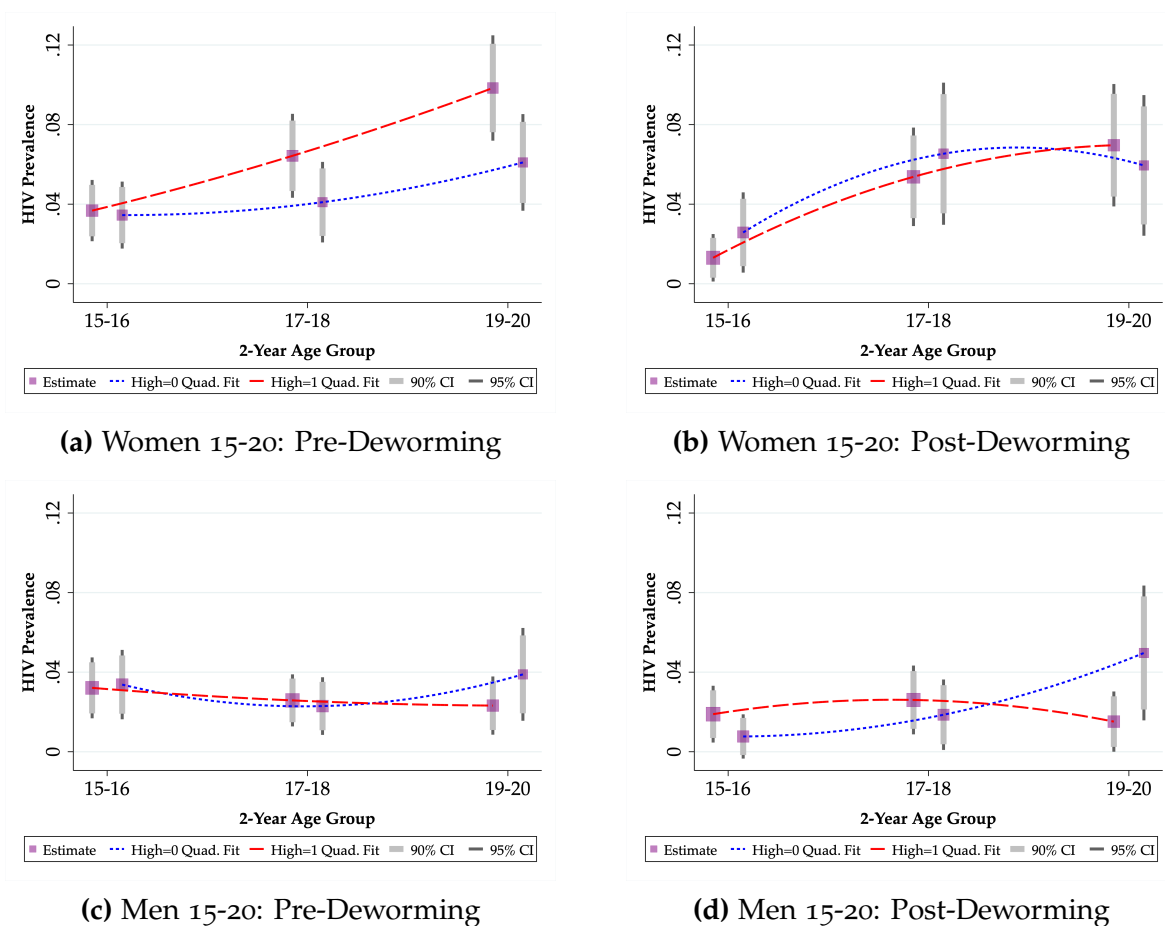 HIV Prevalence
.12
.08
.04
0
15-16 17-18 19-20
2-Year Age Group
Estimate High=0 Quad. Fit High=1 Quad. Fit 90% CI 95% CI
(a) Women 15-20: Pre-Deworming
HIV Prevalence
.12
.08
.04
0
15-16 17-18 19-20
2-Year Age Group
Estimate High=0 Quad. Fit High=1 Quad. Fit 90% CI 95% CI
(b) Women 15-20: Post-Deworming
HIV Prevalence
.12
.08
.04
0
15-16 17-18 19-20
2-Year Age Group
Estimate High=0 Quad. Fit High=1 Quad. Fit 90% CI 95% CI
(c) Men 15-20: Pre-Deworming
HIV Prevalence
.12
.08
.04
0
15-16 17-18 19-20
2-Year Age Group
Estimate High=0 Quad. Fit High=1 Quad. Fit 90% CI 95% CI
(d) Men 15-20: Post-Deworming